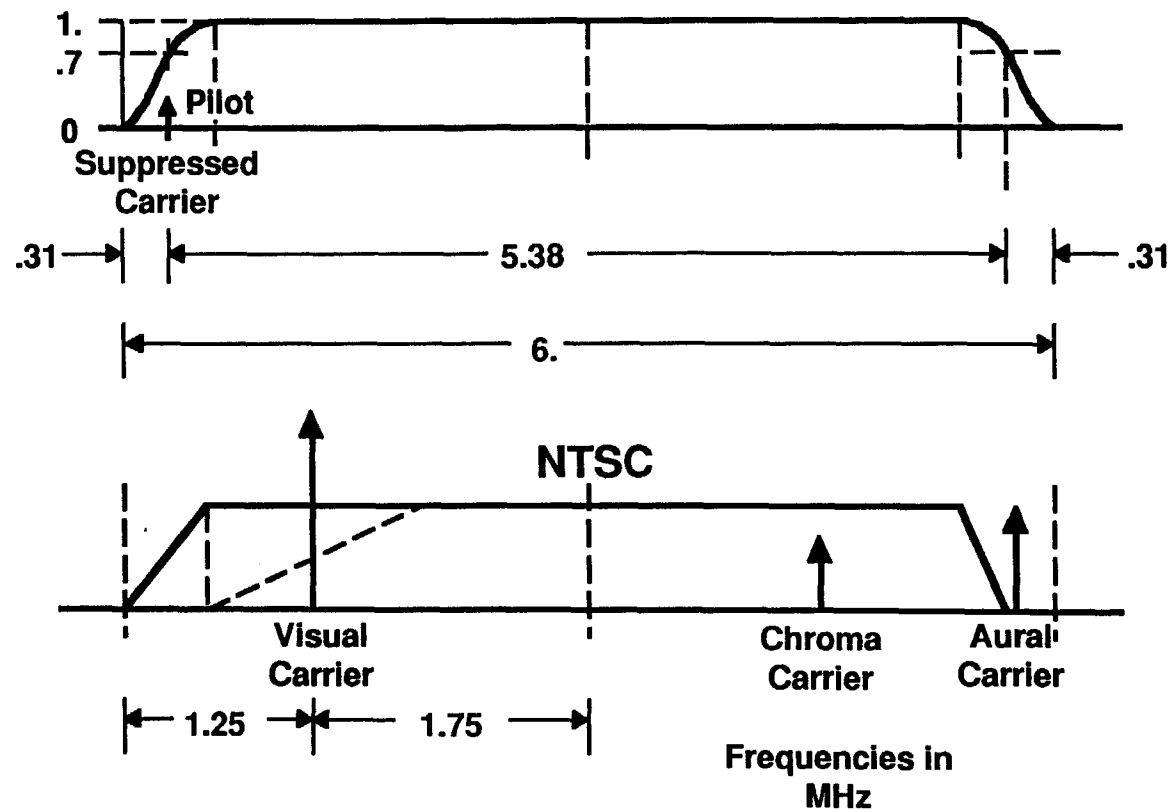 1.
.7
Pilot
0
Suppressed
Carrier
.31
5.38
.31
6.
NTSC
Visual
Carrier
Chroma
Carrier
Aural
Carrier
1.25
1.75
Frequencies in
MHz